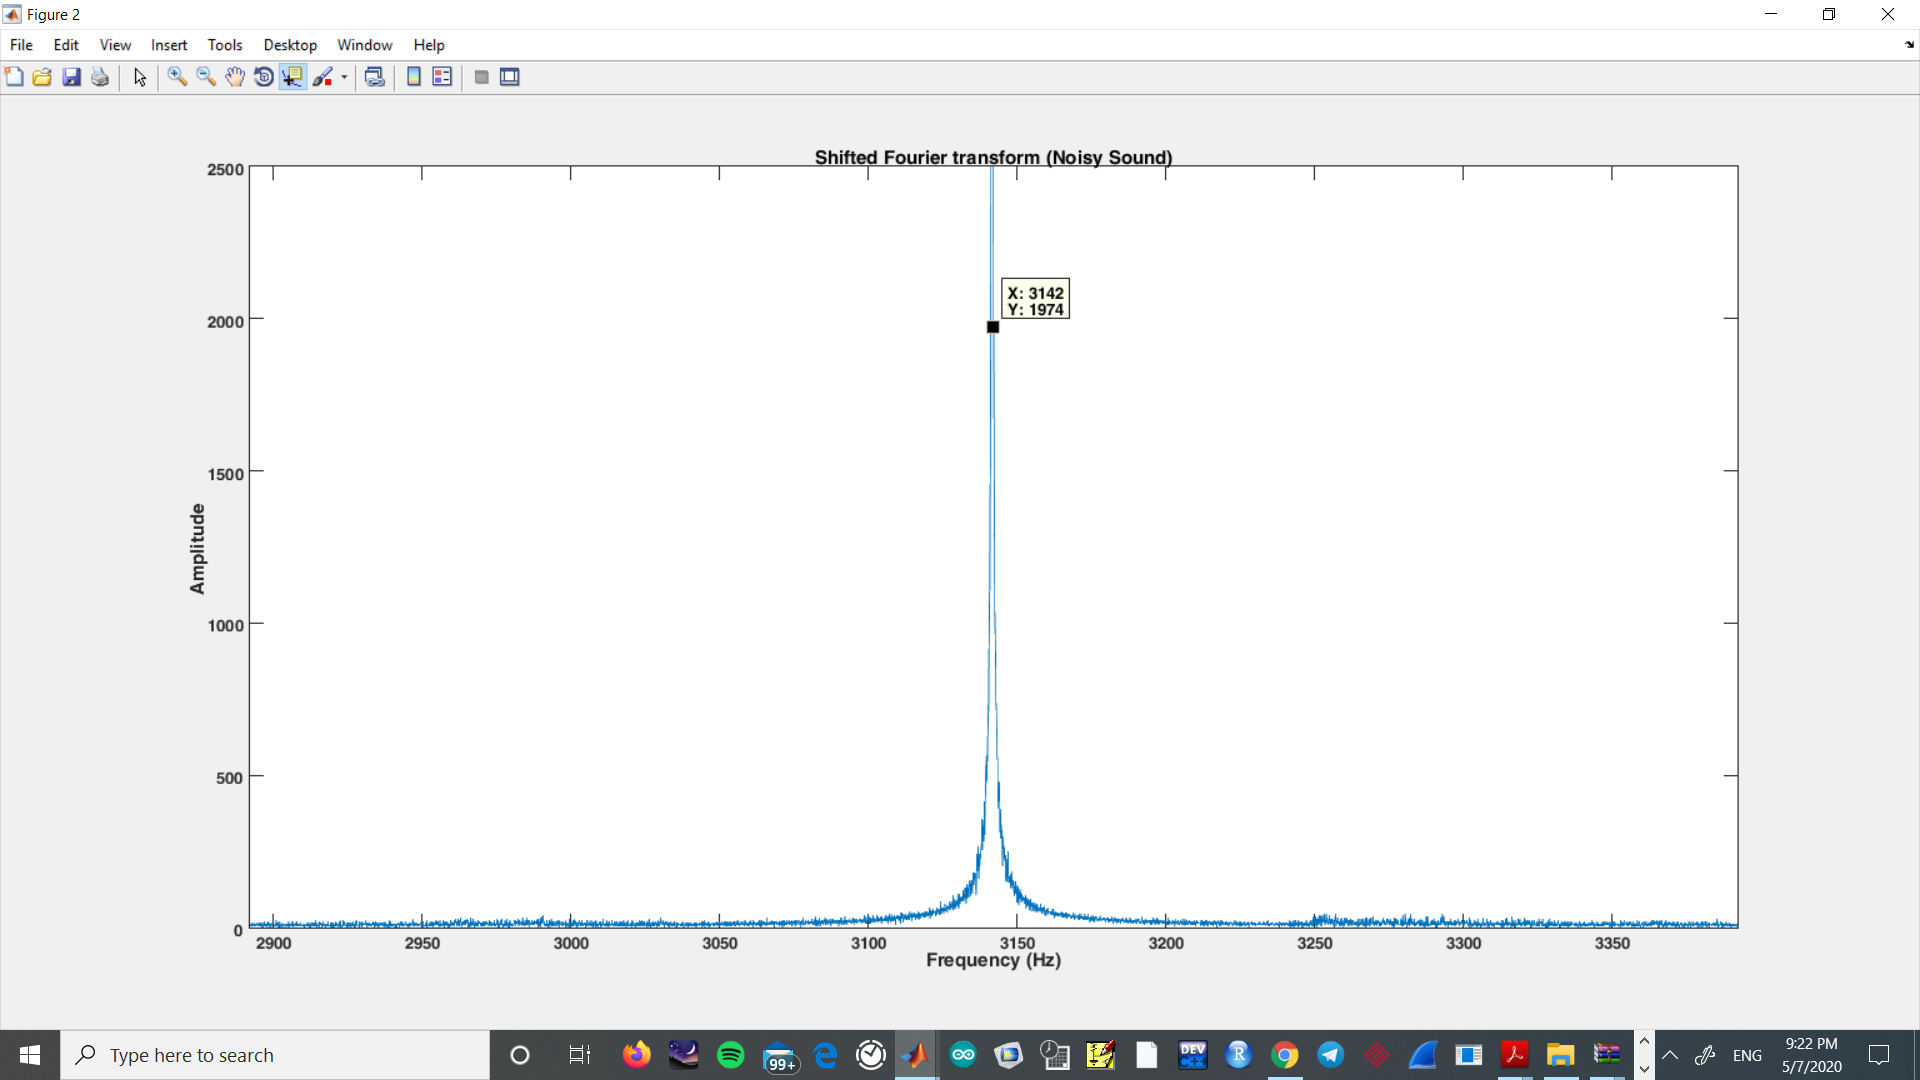 Figure 2
File Edit View Insert Tools Desktop Window Help
Shifted Fourier transform (Noisy Sound)
2500
2000
1500
1000
500
0
Amplitude
X: 3142
Y: 1974
2900 2950 3000 3050 3100 3150 3200 3250 3300 3350
Frequency (Hz)
Type here to search
99+
DEV
C++
R
ENG
9:22 PM
5/7/2020